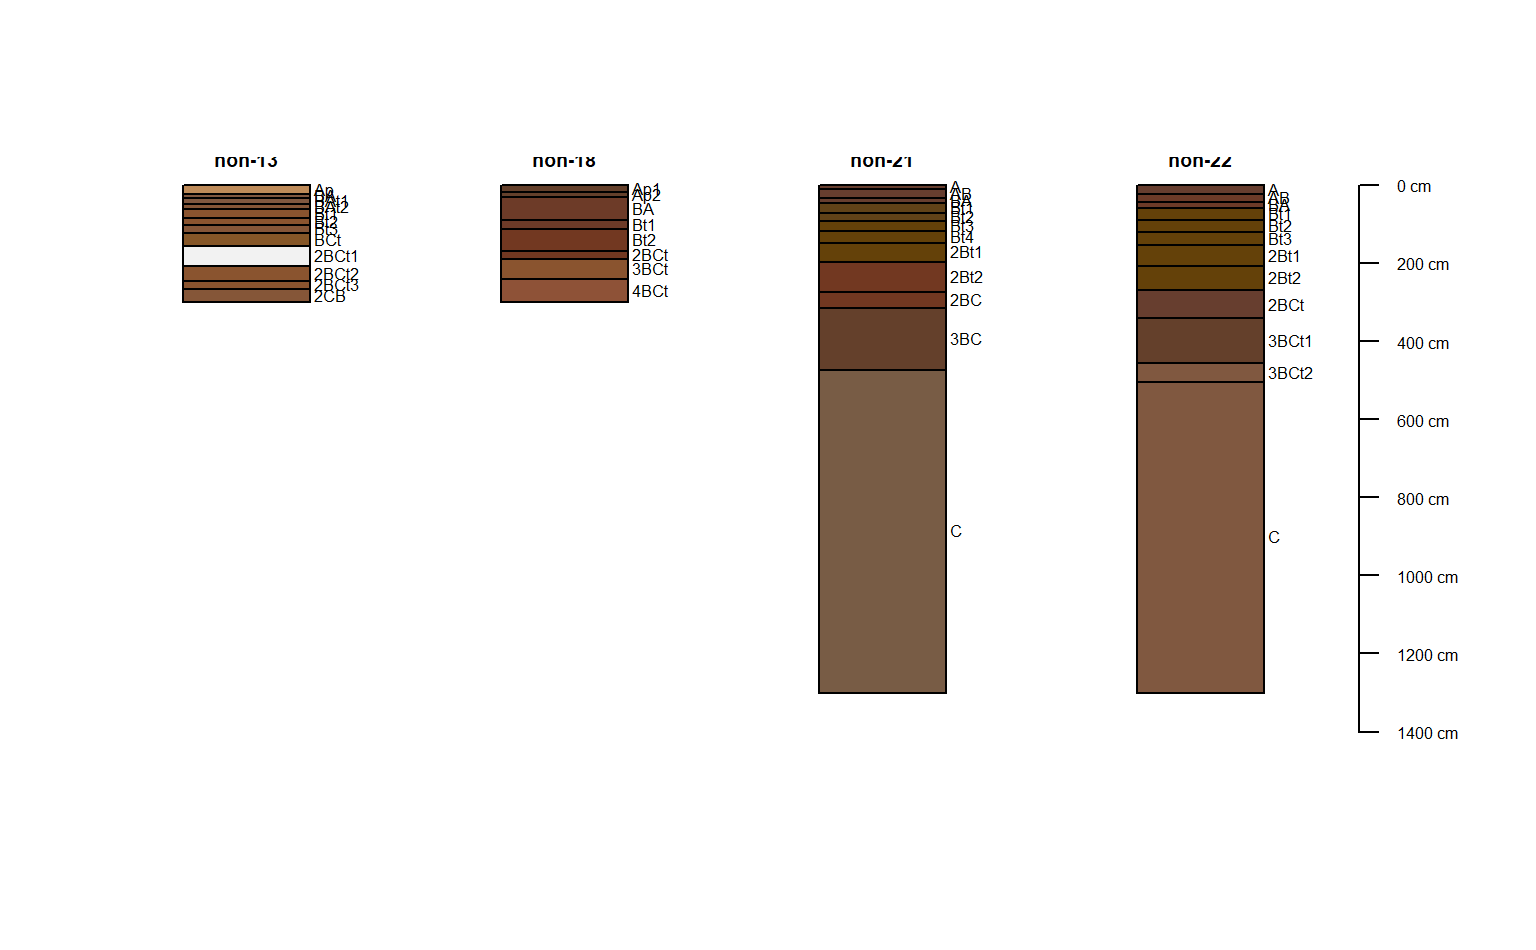 non-13
non-18
non-21
non-22
Ap
BA
BAt1
BAt2
Bt1
Bt2
Bt3
BCt
2BCt1
2BCt2
2BCt3
2CB
Ap1
Ap2
BA
Bt1
Bt2
2BCt
3BCt
4BCt
A
AB
BA
Bt1
Bt2
Bt3
Bt4
2Bt1
2Bt2
2BC
3BC
C
A
AB
BA
Bt1
Bt2
Bt3
2Bt1
2Bt2
2BCt
3BCt1
3BCt2
C
0 cm
200 cm
400 cm
600 cm
800 cm
1000 cm
1200 cm
1400 cm